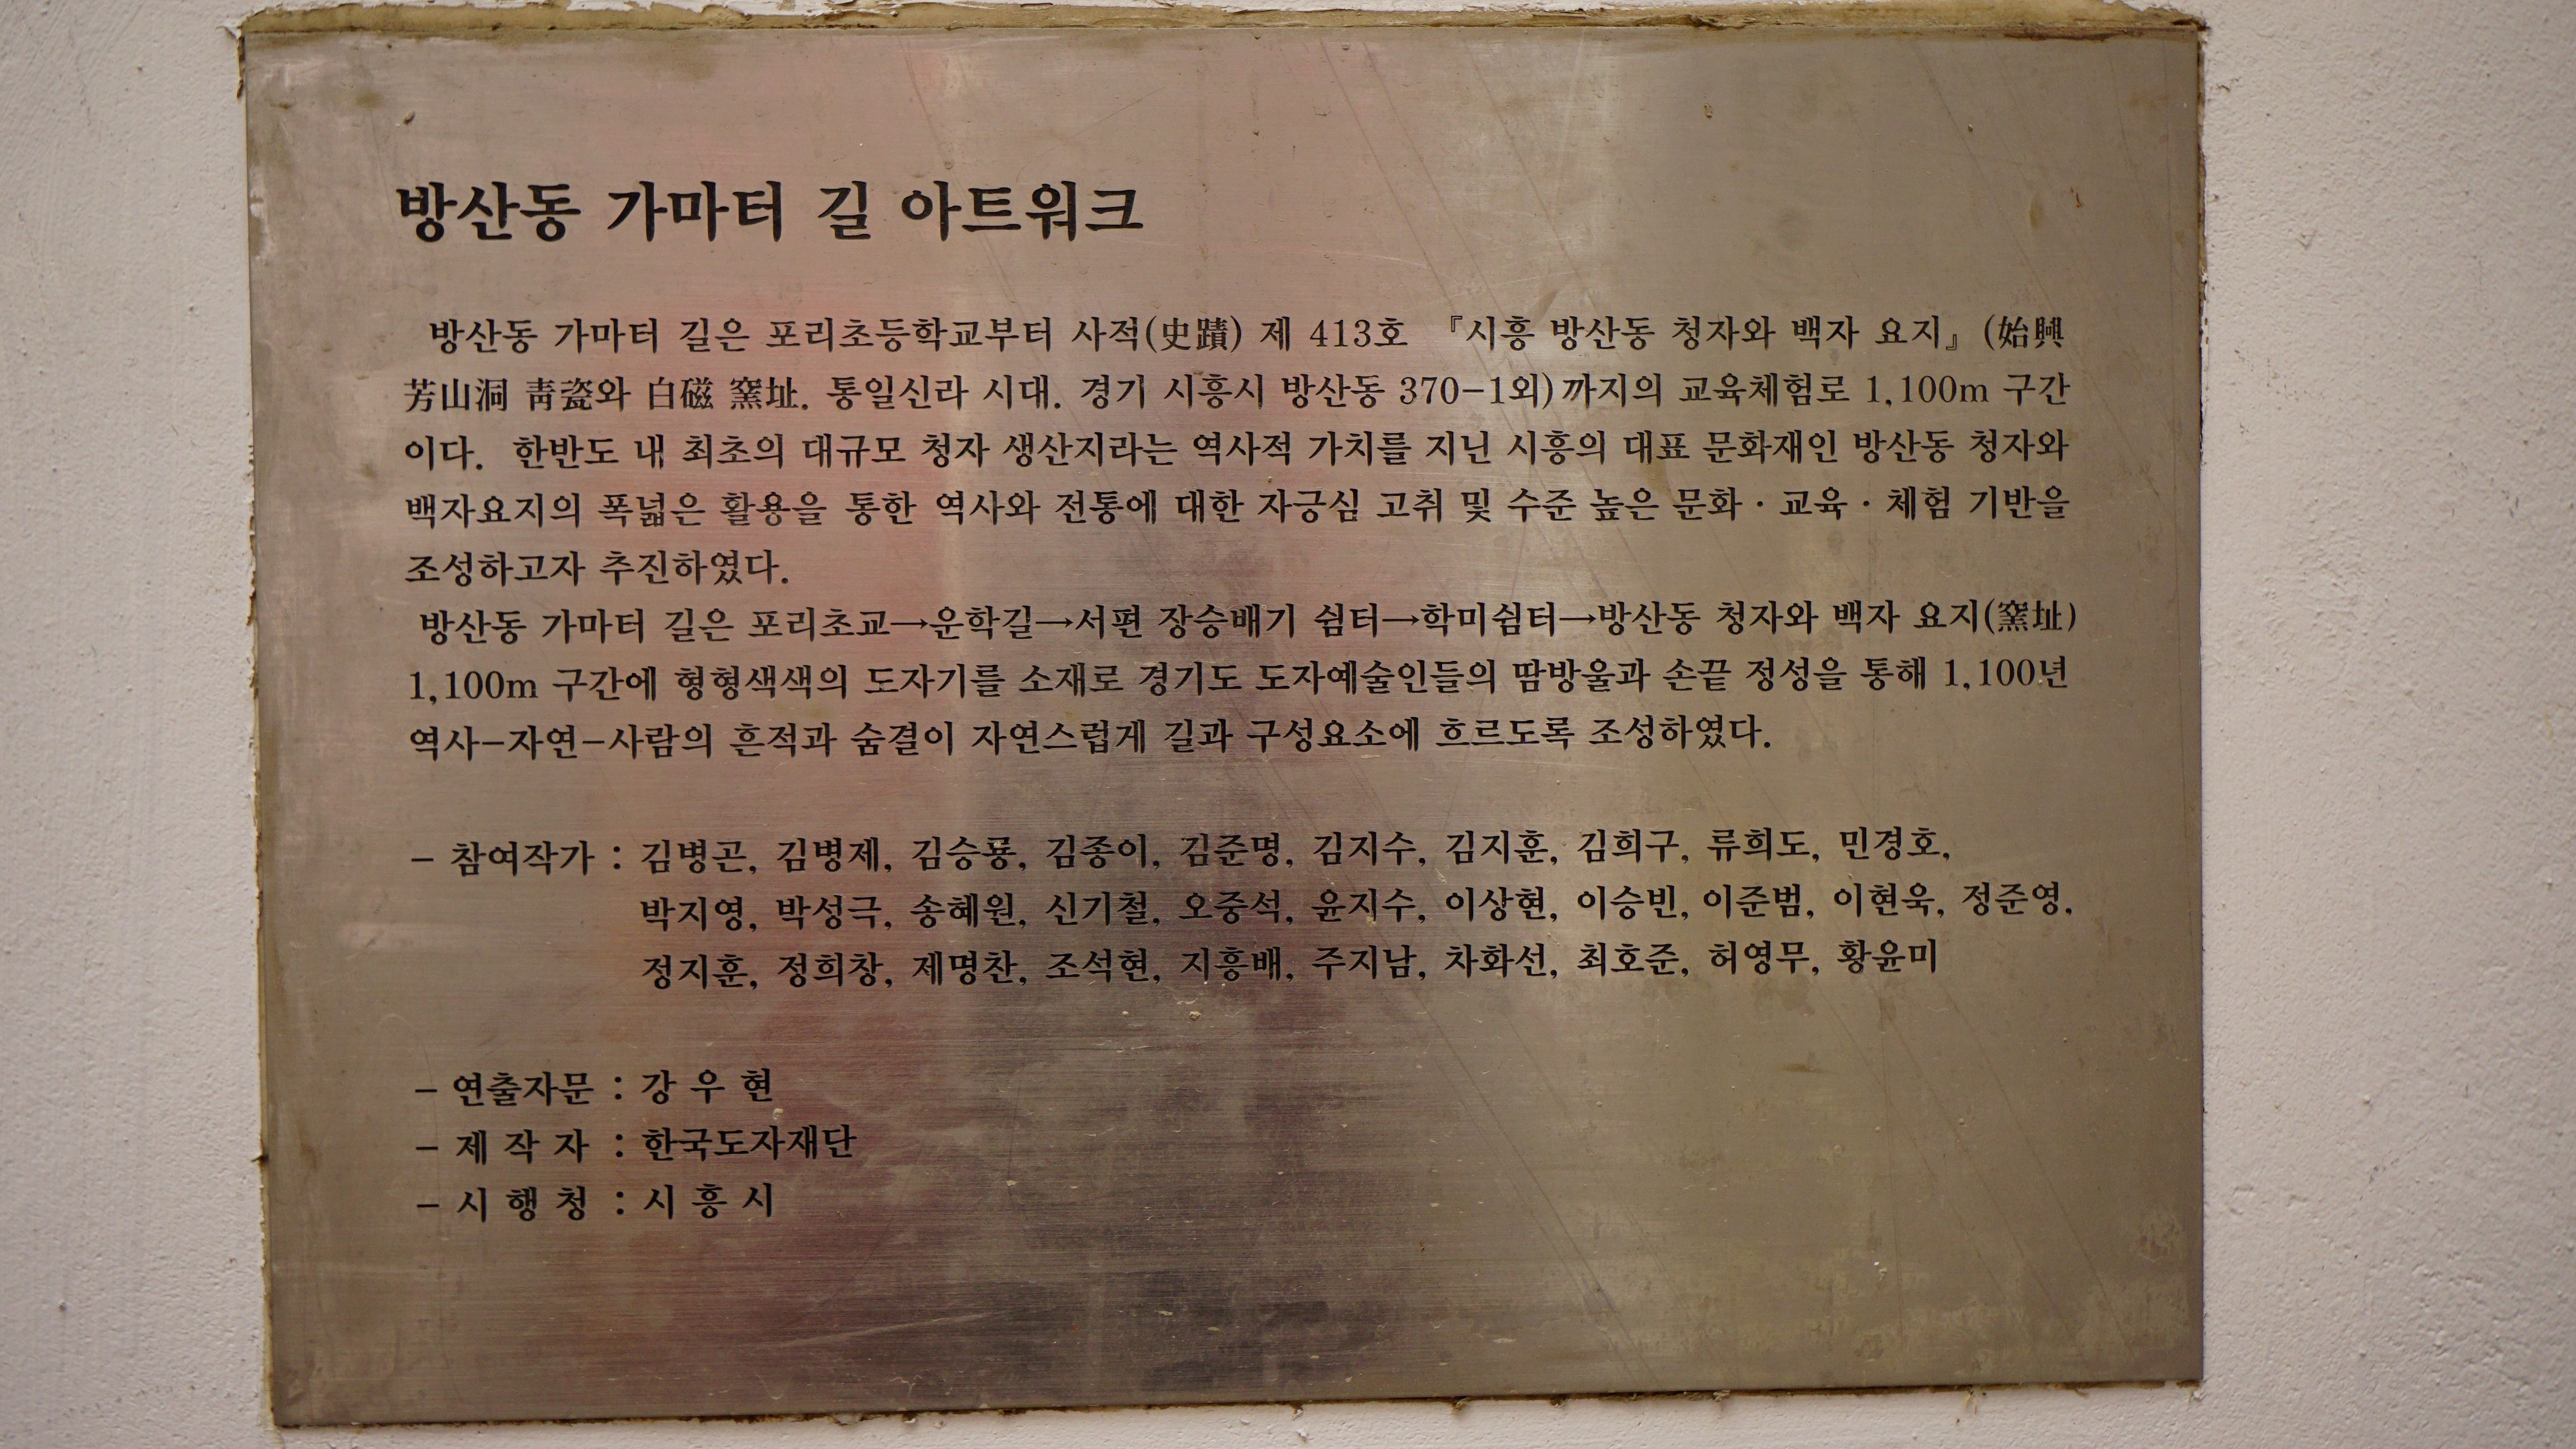 방산동 가마터 길 아트워크
방산동 가마터 길은 포리초등학교부터 사적(史蹟) 제 413호 『시흥 방산동 청자와 백자 요지』(始興
芳山洞 靑瓷와 白磁 窯址. 통일신라 시대. 경기 시흥시 방산동 370-1외)까지의 교육체험로 1,100m 구간
이다. 한반도 내 최초의 대규모 청자 생산지라는 역사적 가치를 지닌 시흥의 대표 문화재인 방산동 청자와
백자요지의 폭넓은 활용을 통한 역사와 전통에 대한 자긍심 고취 및 수준 높은 문화·교육·체험 기반을
조성하고자 추진하였다.
방산동 가마터 길은 포리초교→운학길→서편 장승배기 쉼터→학미쉼터→방산동 청자와 백자 요지(窯址)
1,100m 구간에 형형색색의 도자기를 소재로 경기도 도자예술인들의 땀방울과 손끝 정성을 통해 1,100년
역사-자연-사람의 흔적과 숨결이 자연스럽게 길과 구성요소에 흐르도록 조성하였다.
- 참여작가 : 김병곤, 김병제, 김승룡, 김종이, 김준명, 김지수, 김지훈, 김희구, 류희도, 민경호,
박지영, 박성극, 송혜원, 신기철, 오중석, 윤지수, 이상현, 이승빈, 이준범, 이현욱, 정준영,
정지훈, 정희창, 제명찬, 조석현, 지흥배, 주지남, 차화선, 최호준, 허영무, 황윤미
- 연출자문 : 강 우 현
- 제 작 자 : 한국도자재단
- 시 행 청 : 시 흥 시